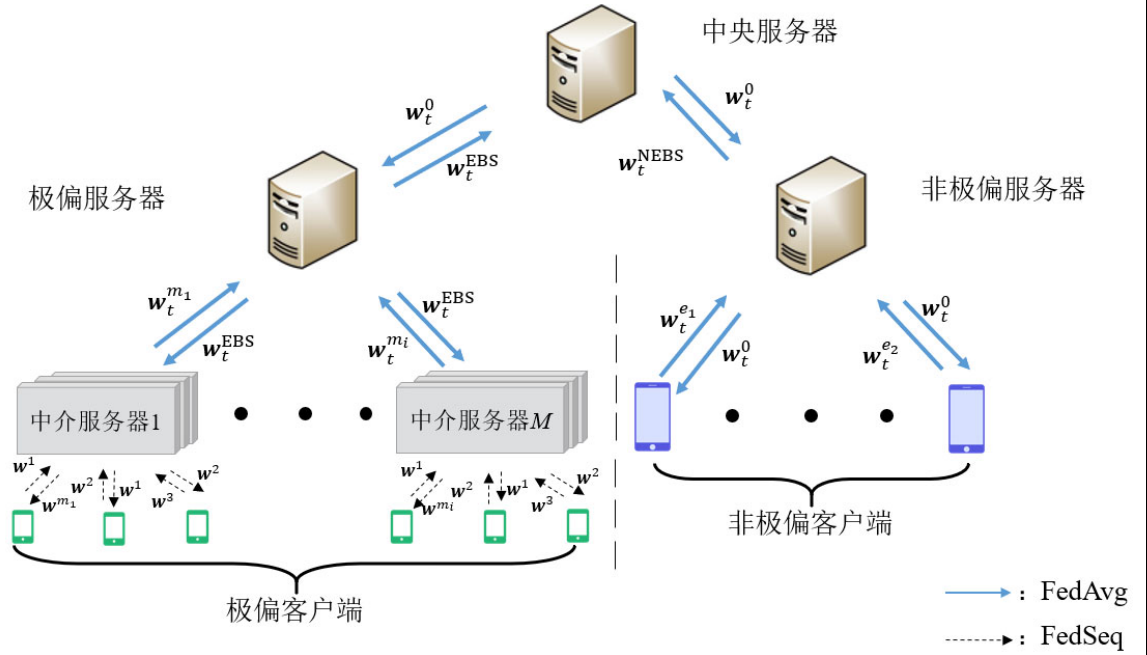 中央服务器
w_t^0
w_t^0
w_t^EBS
w_t^NEBS
极偏服务器
非极偏服务器
w_t^{m_1}
w_t^EBS
w_t^EBS
w_t^{m_i}
w_t^{e_1}
w_t^0
w_t^0
w_t^{e_2}
中介服务器1
中介服务器M
w^1
w^{m_1}
w^2
w^1
w^3
w^2
w^1
w^{m_i}
w^2
w^1
w^3
w^2
极偏客户端
非极偏客户端
：FedAvg
：FedSeq